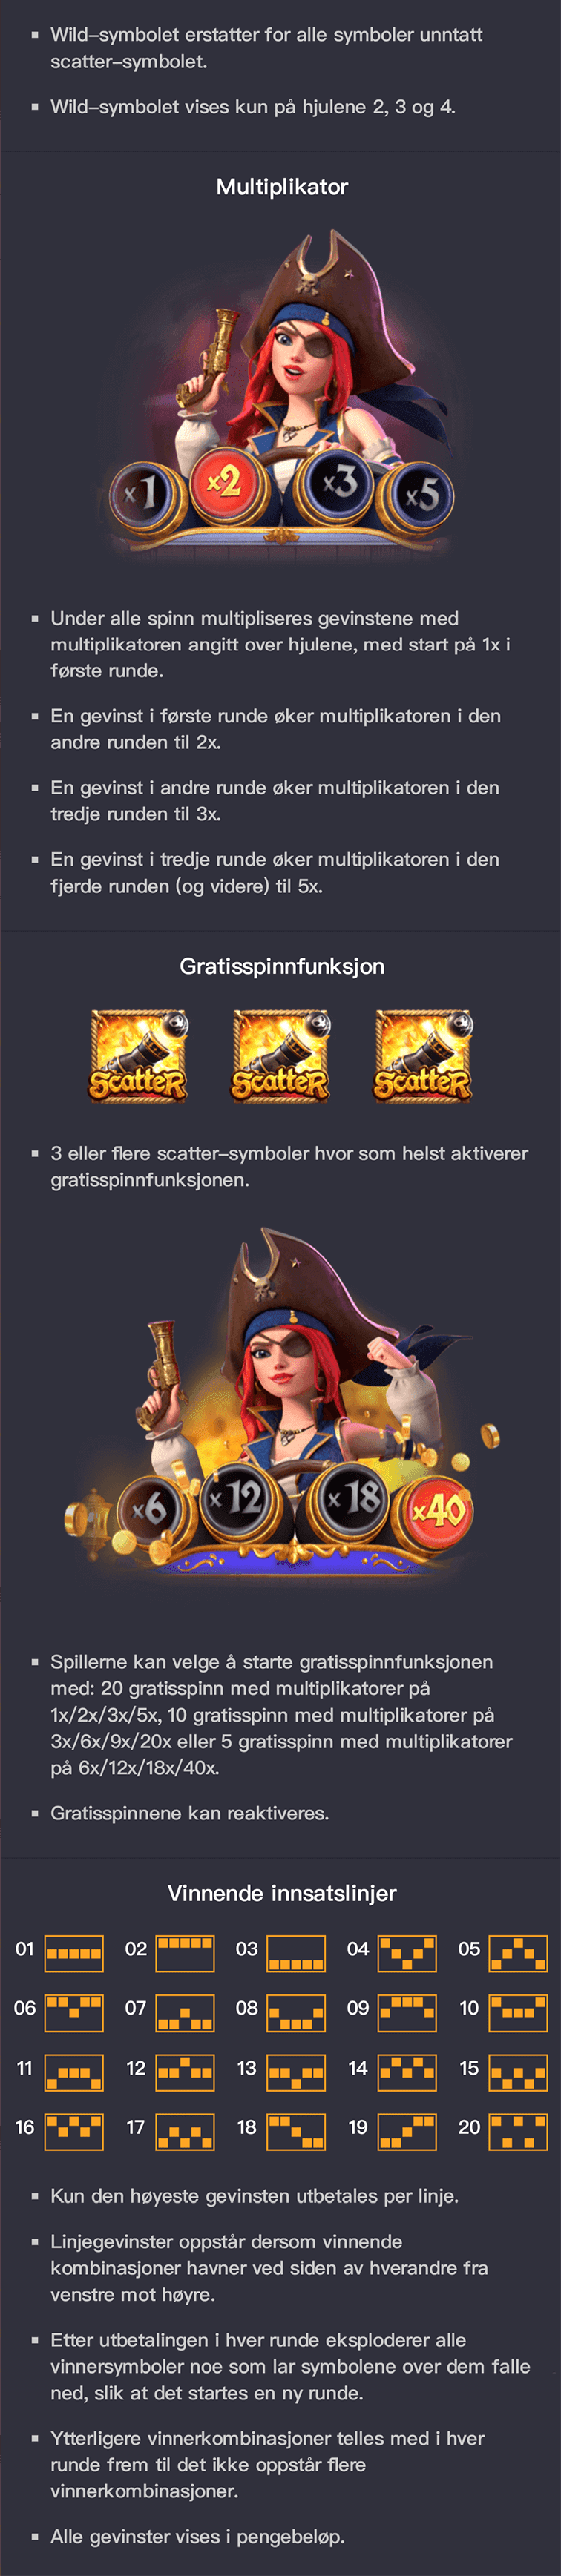 ▪ Wild-symbolet erstatter for alle symboler unntatt
scatter-symbolet.
▪ Wild-symbolet vises kun på hjulene 2, 3 og 4.
Multiplikator
x1 x2 x3 x5
▪ Under alle spinn multipliseres gevinstene med
multiplikatoren angitt over hjulene, med start på 1x i
første runde.
▪ En gevinst i første runde øker multiplikatoren i den
andre runden til 2x.
▪ En gevinst i andre runde øker multiplikatoren i den
tredje runden til 3x.
▪ En gevinst i tredje runde øker multiplikatoren i den
fjerde runden (og videre) til 5x.
Gratisspinnfunksjon
Scatter Scatter Scatter
▪ 3 eller flere scatter-symboler hvor som helst aktiverer
gratisspinnfunksjonen.
x6 x12 x18 x40
▪ Spillerne kan velge å starte gratisspinnfunksjonen
med: 20 gratisspinn med multiplikatorer på
1x/2x/3x/5x, 10 gratisspinn med multiplikatorer på
3x/6x/9x/20x eller 5 gratisspinn med multiplikatorer
på 6x/12x/18x/40x.
▪ Gratisspinnene kan reaktiveres.
Vinnende innsatslinjer
01 02 03 04 05
06 07 08 09 10
11 12 13 14 15
16 17 18 19 20
▪ Kun den høyeste gevinsten utbetales per linje.
▪ Linjegevinster oppstår dersom vinnende
kombinasjoner havner ved siden av hverandre fra
venstre mot høyre.
▪ Etter utbetalingen i hver runde eksploderer alle
vinnersymboler noe som lar symbolene over dem falle
ned, slik at det startes en ny runde.
▪ Ytterligere vinnerkombinasjoner telles med i hver
runde frem til det ikke oppstår flere
vinnerkombinasjoner.
▪ Alle gevinster vises i pengebeløp.